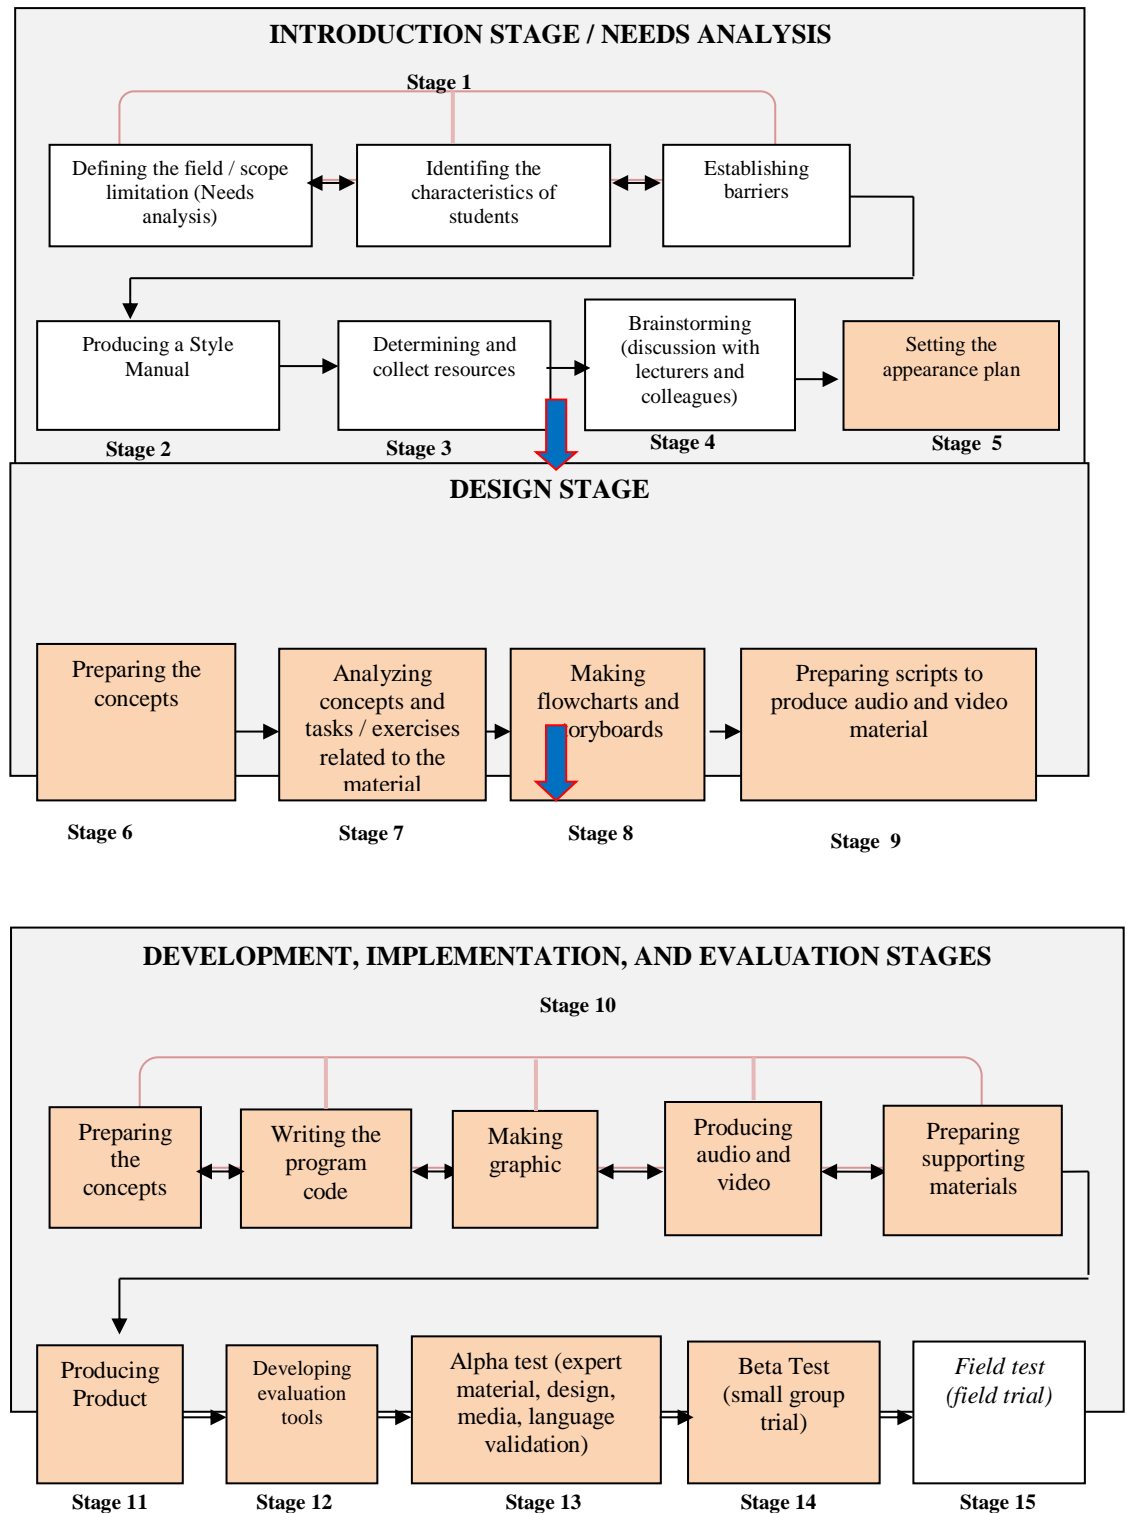 INTRODUCTION STAGE / NEEDS ANALYSIS
Stage 1
Defining the field / scope
limitation (Needs
analysis)
Identifing the
characteristics of
students
Establishing
barriers
Producing a Style
Manual
Determining and
collect resources
Brainstorming
(discussion with
lecturers and
colleagues)
Setting the
appearance plan
Stage 2
Stage 3
Stage 4
Stage 5
DESIGN STAGE
Preparing the
concepts
Analyzing
concepts and
tasks / exercises
related to the
material
Making
flowcharts and
oryboards
Preparing scripts to
produce audio and video
material
Stage 6
Stage 7
Stage 8
Stage 9
DEVELOPMENT, IMPLEMENTATION, AND EVALUATION STAGES
Stage 10
Preparing
the
concepts
Writing the
program
code
Making
graphic
Producing
audio and
video
Preparing
supporting
materials
Producing
Product
Developing
evaluation
tools
Alpha test (expert
material, design,
media, language
validation)
Beta Test
(small group
trial)
Field test
(field trial)
Stage 11
Stage 12
Stage 13
Stage 14
Stage 15